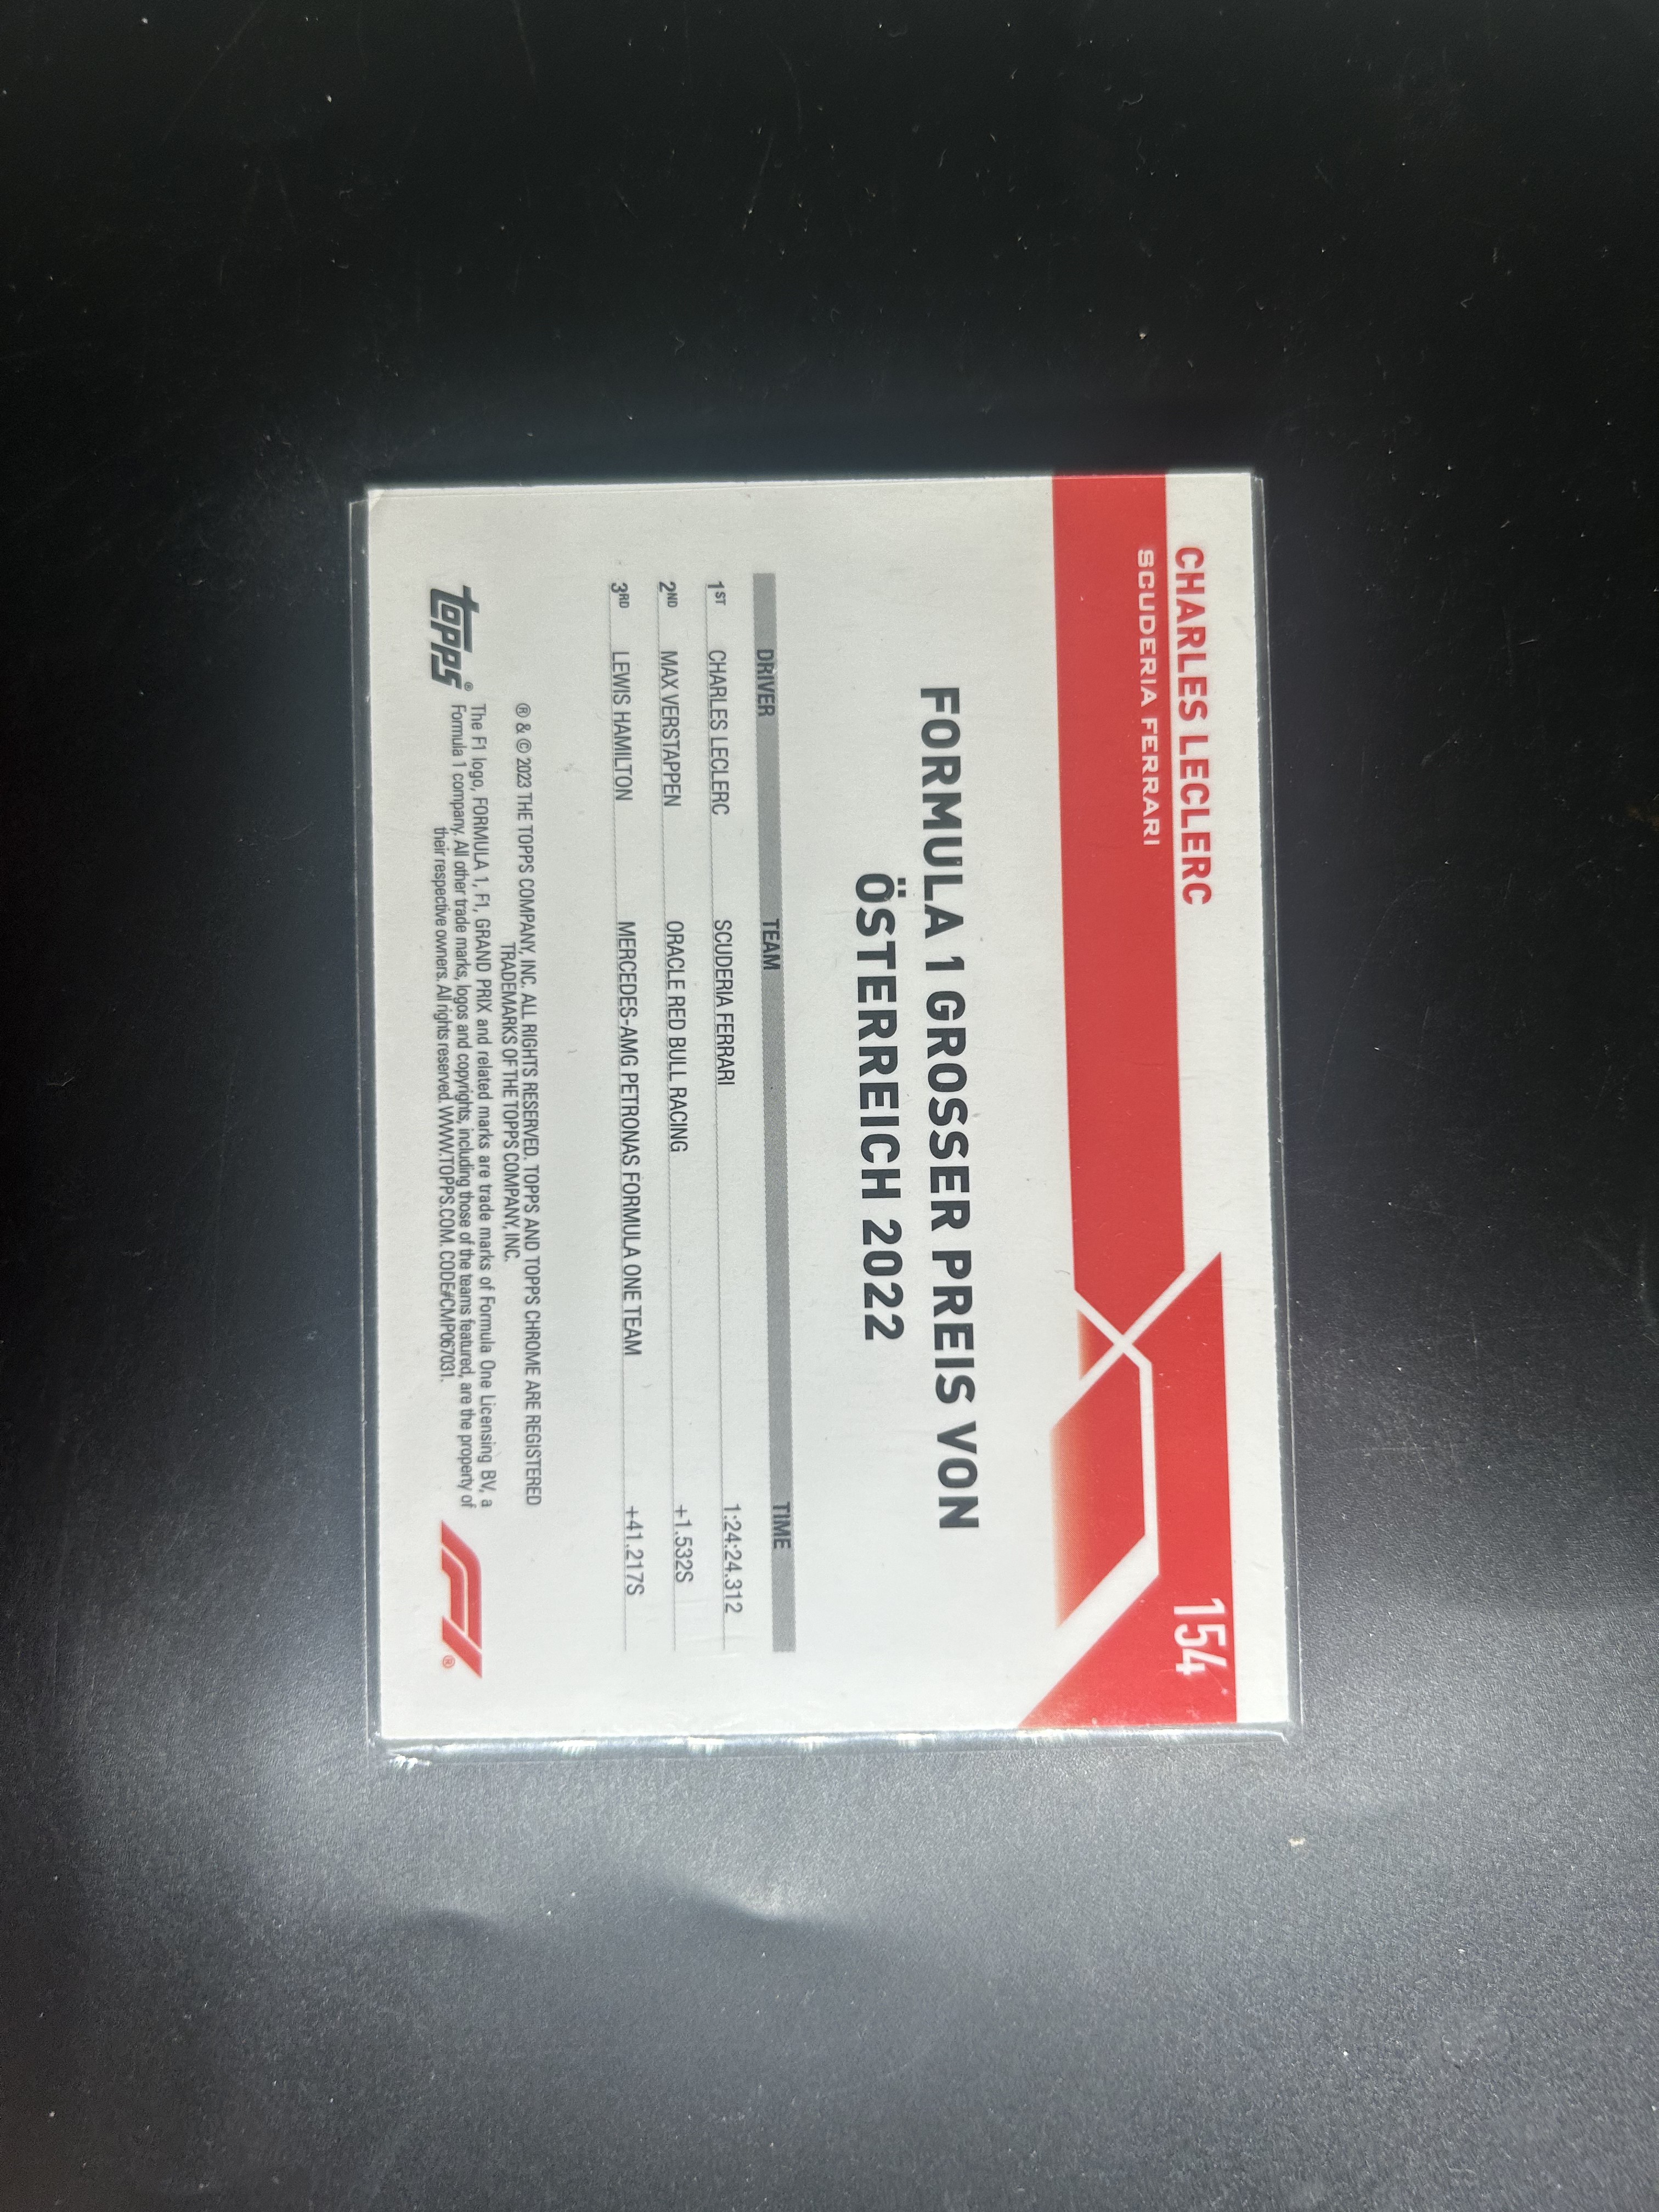 CHARLES LECLERC
SCUDERIA FERRARI
154
FORMULA 1 GROSSER PREIS VON
ÖSTERREICH 2022
DRIVER TEAM TIME
1ST CHARLES LECLERC SCUDERIA FERRARI 1:24:24.312
2ND MAX VERSTAPPEN ORACLE RED BULL RACING +1.532S
3RD LEWIS HAMILTON MERCEDES-AMG PETRONAS FORMULA ONE TEAM +41.217S
® & © 2023 THE TOPPS COMPANY, INC. ALL RIGHTS RESERVED. TOPPS AND TOPPS CHROME ARE REGISTERED
TRADEMARKS OF THE TOPPS COMPANY, INC.
The F1 logo, FORMULA 1, F1, GRAND PRIX and related marks are trade marks of Formula One Licensing BV, a
Formula 1 company. All other trade marks, logos and copyrights, including those of the teams featured, are the property of
their respective owners. All rights reserved. WWW.TOPPS.COM. CODE#CMP067031.
topps®
F1®